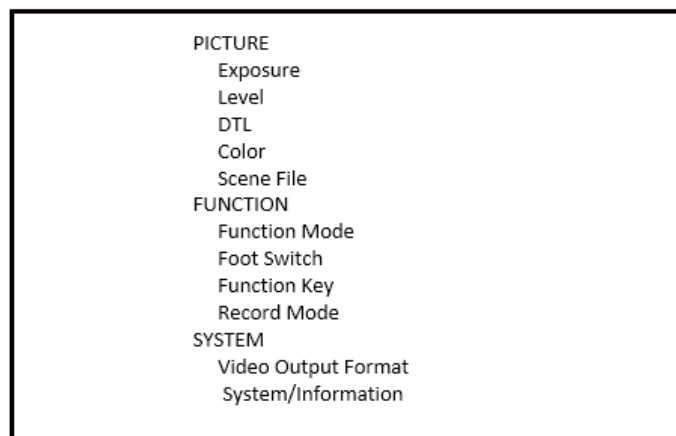 PICTURE
Exposure
Level
DTL
Color
Scene File
FUNCTION
Function Mode
Foot Switch
Function Key
Record Mode
SYSTEM
Video Output Format
System/Information